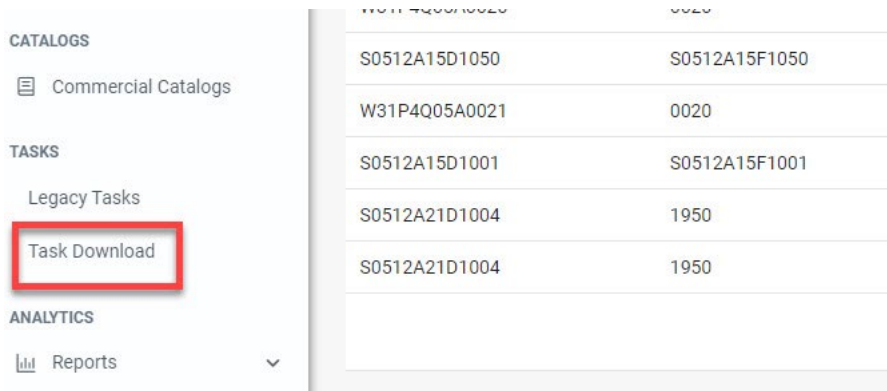 CATALOGS
Commercial Catalogs
TASKS
Legacy Tasks
Task Download
ANALYTICS
Reports
S0512A15D1050 S0512A15F1050
W31P4Q05A0021 0020
S0512A15D1001 S0512A15F1001
S0512A21D1004 1950
S0512A21D1004 1950